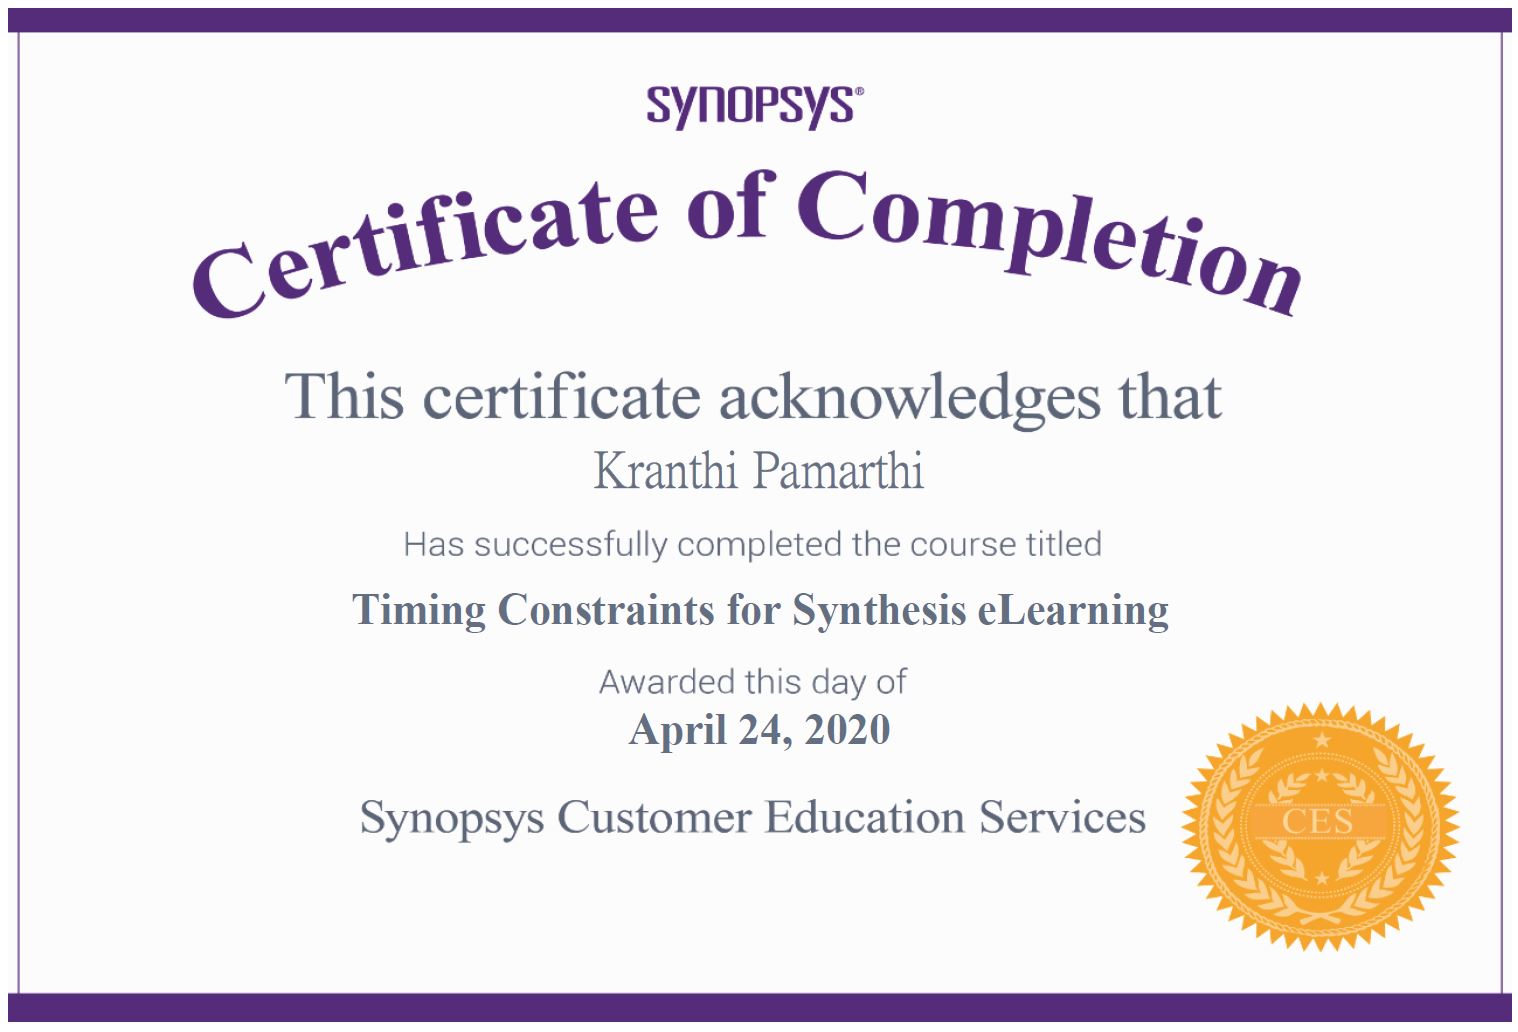 SYNOPSYS®
Certificate of Completion
This certificate acknowledges that
Kranthi Pamarthi
Has successfully completed the course titled
Timing Constraints for Synthesis eLearning
Awarded this day of
April 24, 2020
Synopsys Customer Education Services
CES